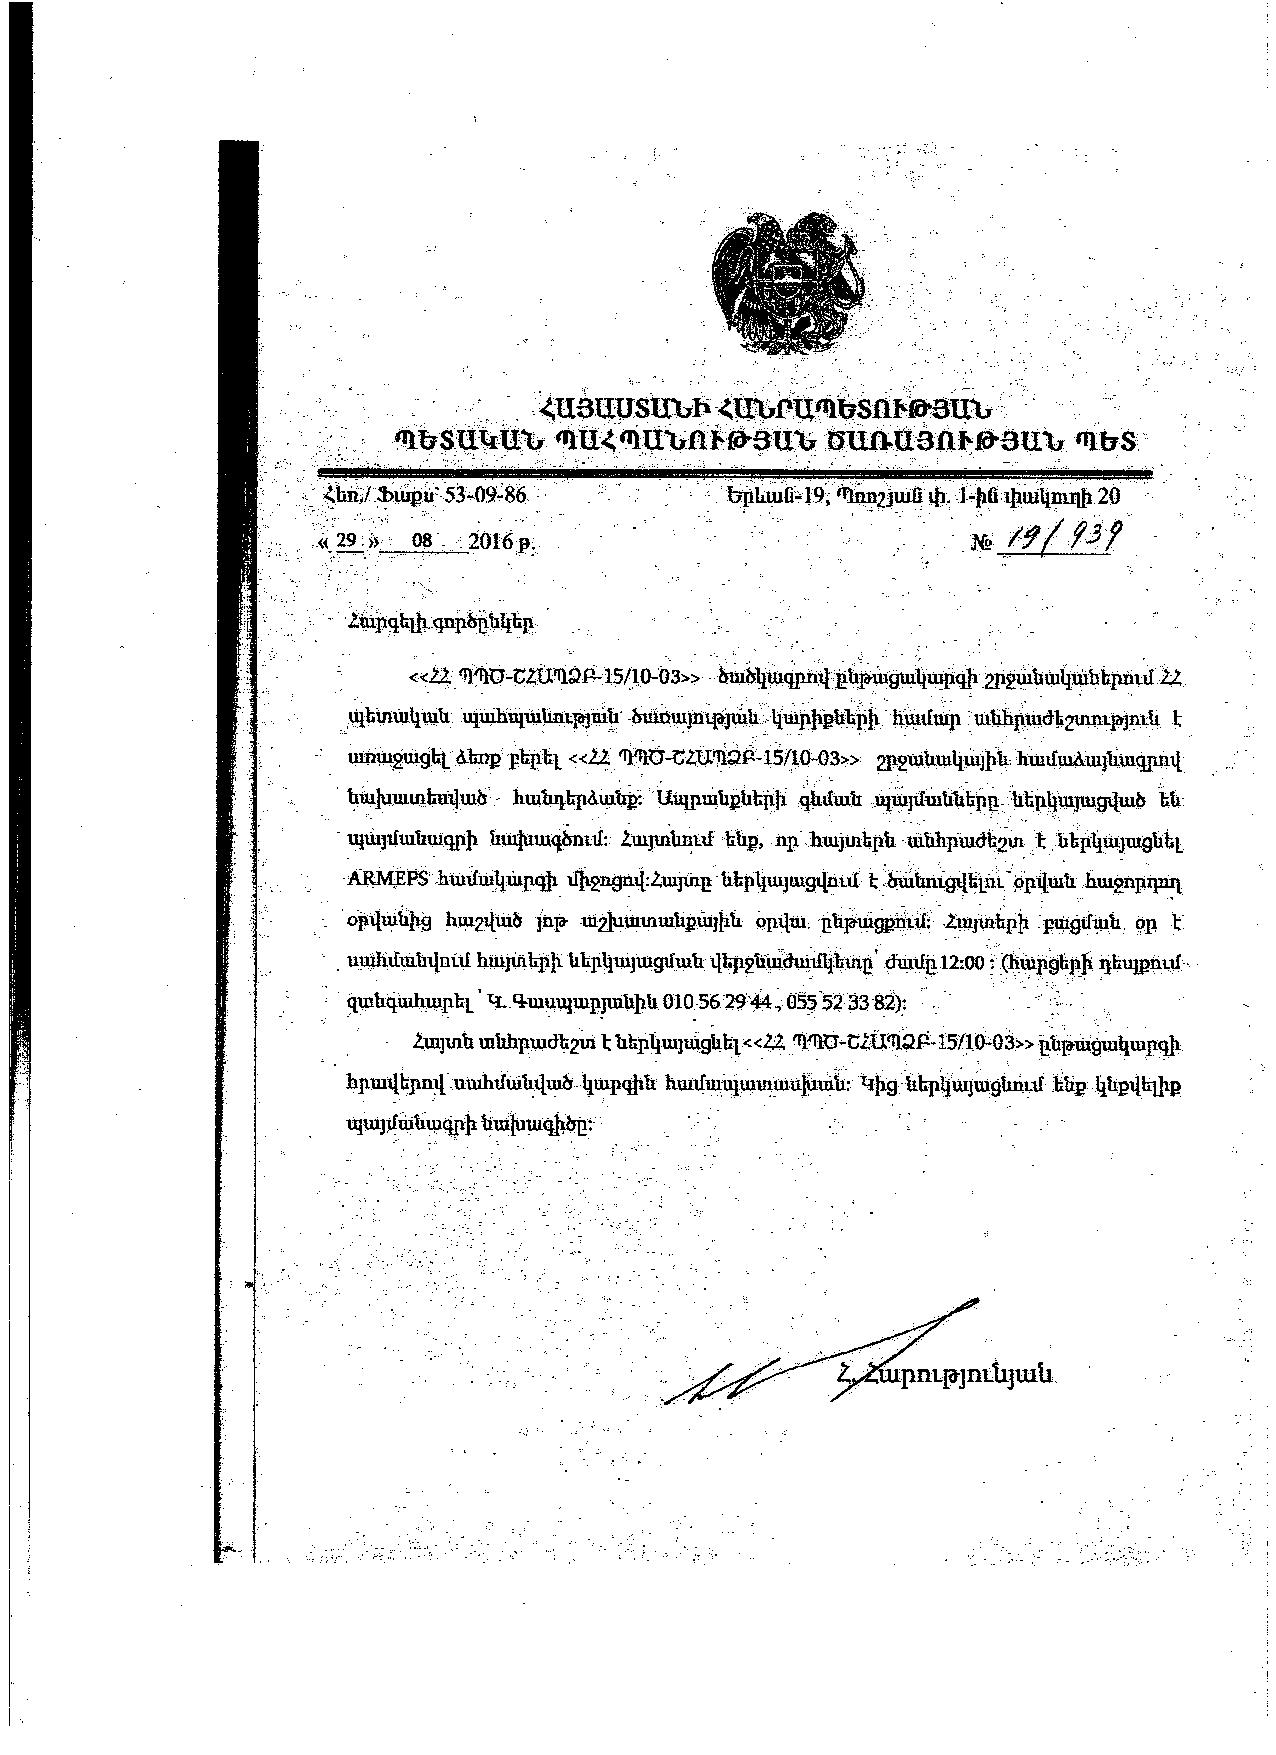 ՀԱՅԱՍՏԱՆԻ ՀԱՆՐԱՊԵՏՈՒԹՅԱՆ
ՊԵՏԱԿԱՆ ՊԱՀՊԱՆՈՒԹՅԱՆ ԾԱՌԱՅՈՒԹՅԱՆ ՊԵՏ
Հեռ./ Ֆաքս՝ 53-09-86 Երևան-19, Պռոշյան փ. 1-ին փակուղի 20
« 29 » 08 2016 թ. № 19/939
Հարգելի գործընկեր
<<ՀՀ ՊՊԾ-ՇՀԱՊՁԲ-15/10-03>> ծածկագրով ընթացակարգի շրջանակներում ՀՀ
պետական պահպանություն ծառայության կարիքների համար անհրաժեշտություն է
առաջացել ձեռք բերել <<ՀՀ ՊՊԾ-ՇՀԱՊՁԲ-15/10-03>> շրջանակային համաձայնագրով
նախատեսված հանդերձանք: Ապրանքների գնման պայմանները ներկայացված են
պայմանագրի նախագծում: Հայտնում ենք, որ հայտերն անհրաժեշտ է ներկայացնել
ARMEPS համակարգի միջոցով:Հայտը ներկայացվում է ծանուցվելու օրվան հաջորդող
օրվանից հաշված յոթ աշխատանքային օրվա ընթացքում: Հայտերի բացման օր է
սահմանվում հայտերի ներկայացման վերջնաժամկետը՝ ժամը 12:00 : (հարցերի դեպքում
զանգահարել ՝ Կ. Գասպարյանին 010 56 29 44 , 055 52 33 82):
Հայտն անհրաժեշտ է ներկայացնել <<ՀՀ ՊՊԾ-ՇՀԱՊՁԲ-15/10-03>> ընթացակարգի
հրավերով սահմանված կարգին համապատասխան: Կից ներկայացնում ենք կնքվելիք
պայմանագրի նախագիծը:
Հ. Հարությունյան